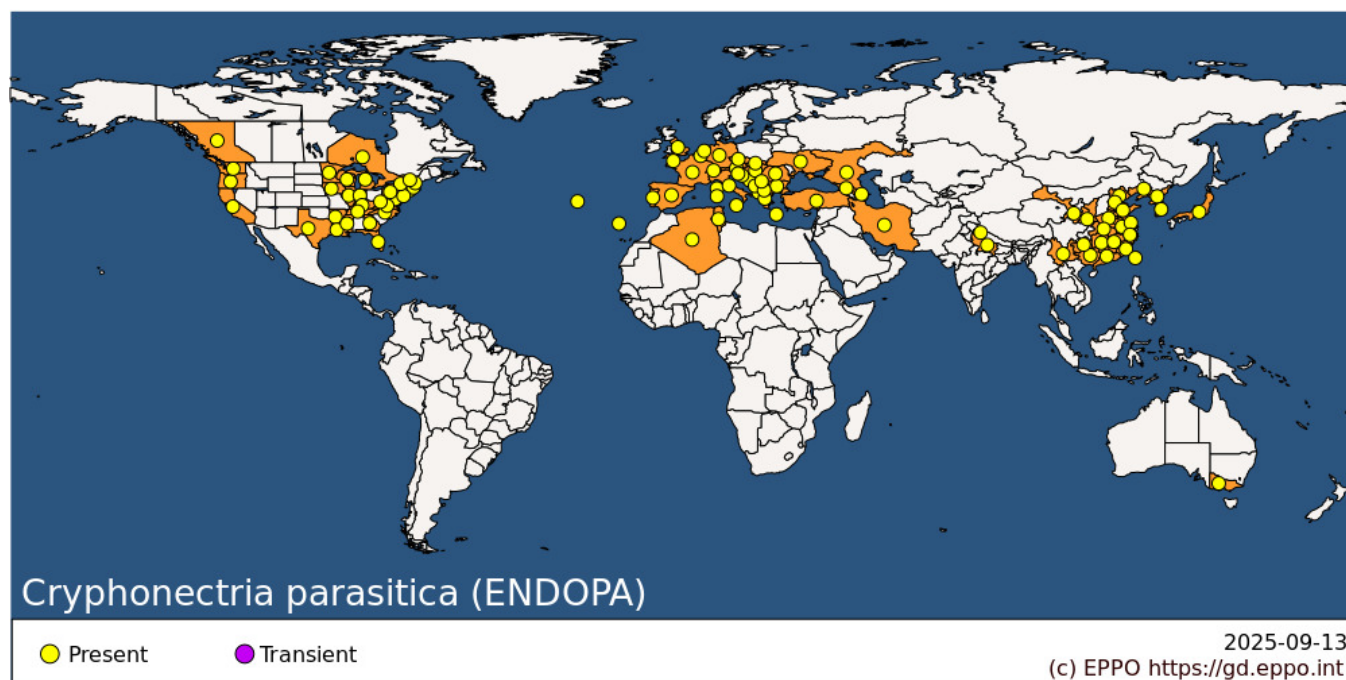 Cryphonectria parasitica (ENDOPA)
Present
Transient
2025-09-13
(c) EPPO https://gd.eppo.int